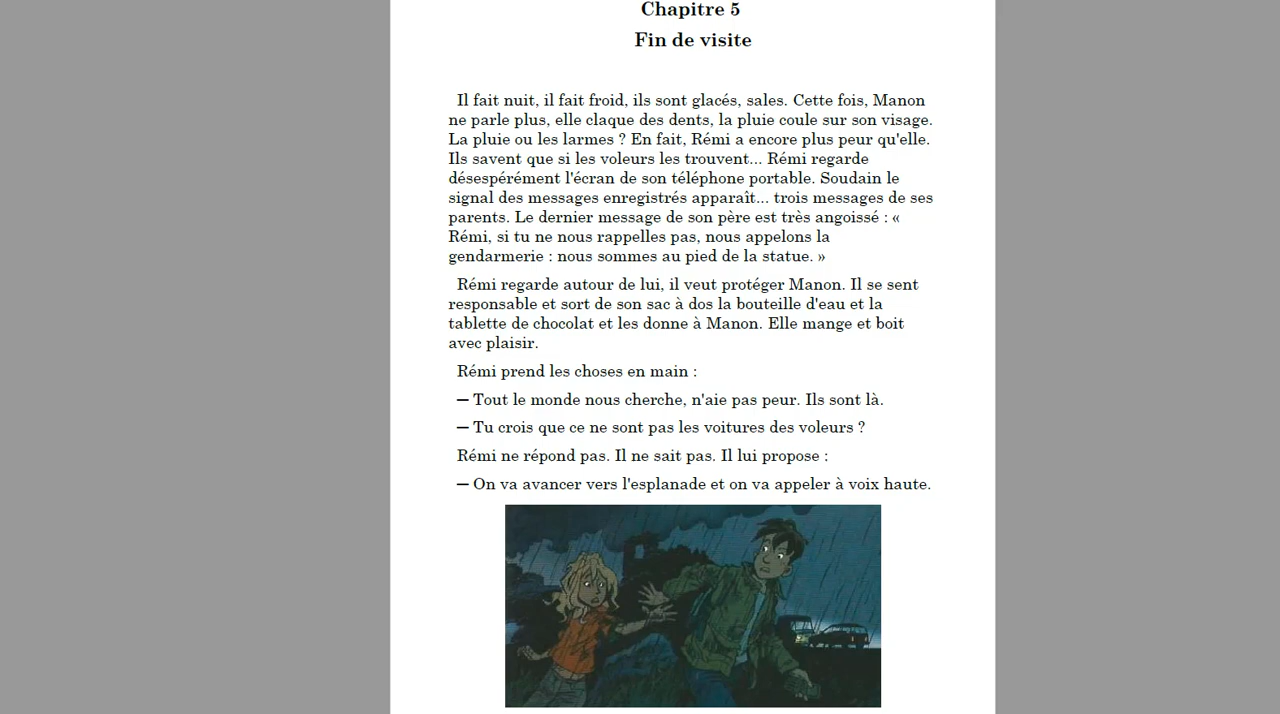 Chapitre 5
Fin de visite
Il fait nuit, il fait froid, ils sont glacés, sales. Cette fois, Manon
ne parle plus, elle claque des dents, la pluie coule sur son visage.
La pluie ou les larmes ? En fait, Rémi a encore plus peur qu'elle.
Ils savent que si les voleurs les trouvent... Rémi regarde
désespérément l'écran de son téléphone portable. Soudain le
signal des messages enregistrés apparaît... trois messages de ses
parents. Le dernier message de son père est très angoissé : «
Rémi, si tu ne nous rappelles pas, nous appelons la
gendarmerie : nous sommes au pied de la statue. »
Rémi regarde autour de lui, il veut protéger Manon. Il se sent
responsable et sort de son sac à dos la bouteille d'eau et la
tablette de chocolat et les donne à Manon. Elle mange et boit
avec plaisir.
Rémi prend les choses en main :
─ Tout le monde nous cherche, n'aie pas peur. Ils sont là.
─ Tu crois que ce ne sont pas les voitures des voleurs ?
Rémi ne répond pas. Il ne sait pas. Il lui propose :
─ On va avancer vers l'esplanade et on va appeler à voix haute.